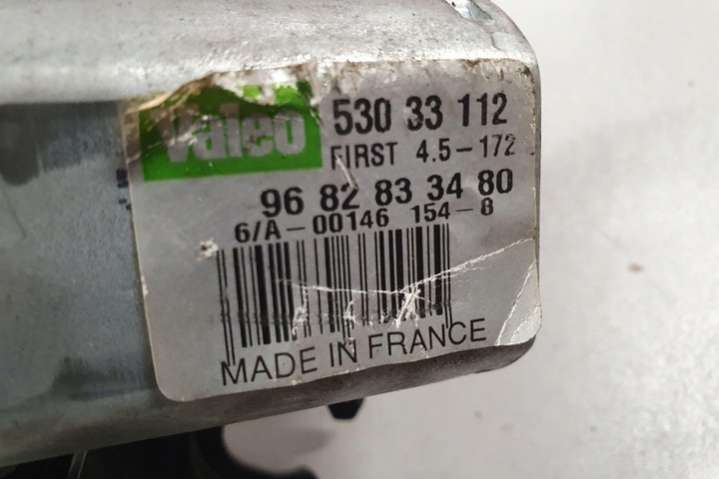 Valeo
530 33 112
FIRST 4.5-172
96 82 83 34 80
6/A-00146 154-8
MADE IN FRANCE